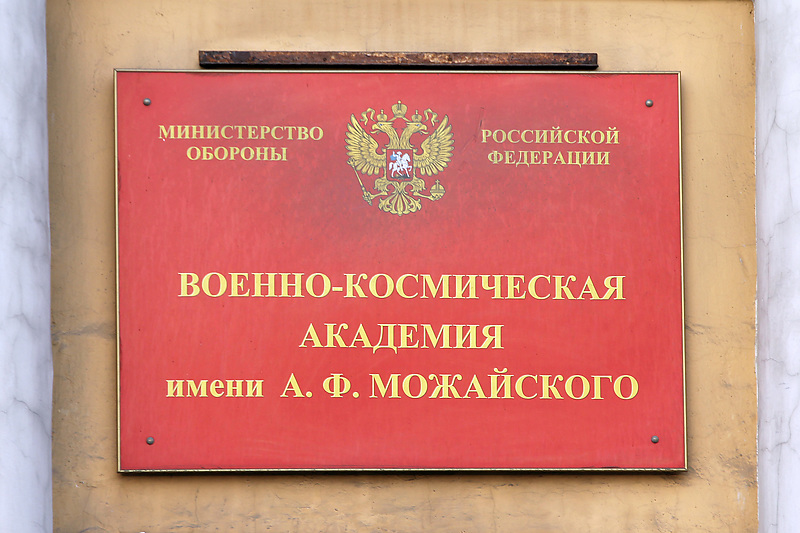 МИНИСТЕРСТВО
ОБОРОНЫ
РОССИЙСКОЙ
ФЕДЕРАЦИИ
ВОЕННО-КОСМИЧЕСКАЯ
АКАДЕМИЯ
имени А. Ф. МОЖАЙСКОГО